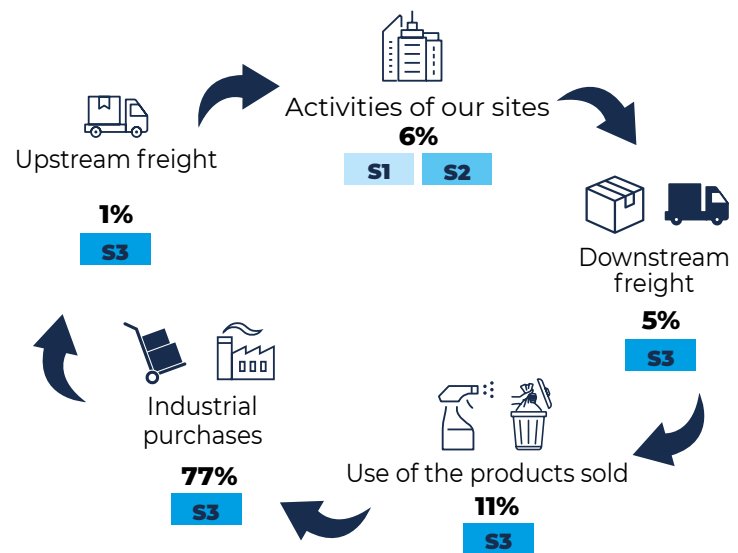 Activities of our sites
6%
S1 S2
Upstream freight
1%
S3
Downstream
freight
5%
S3
Industrial
purchases
77%
S3
Use of the products sold
11%
S3